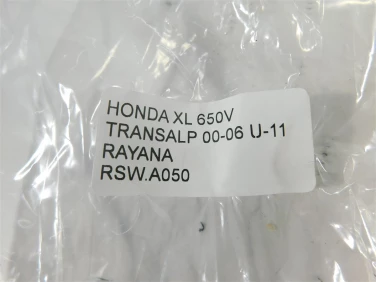 HONDA XL 650V
TRANSALP 00-06 U-11
RAYANA
RSW.A050